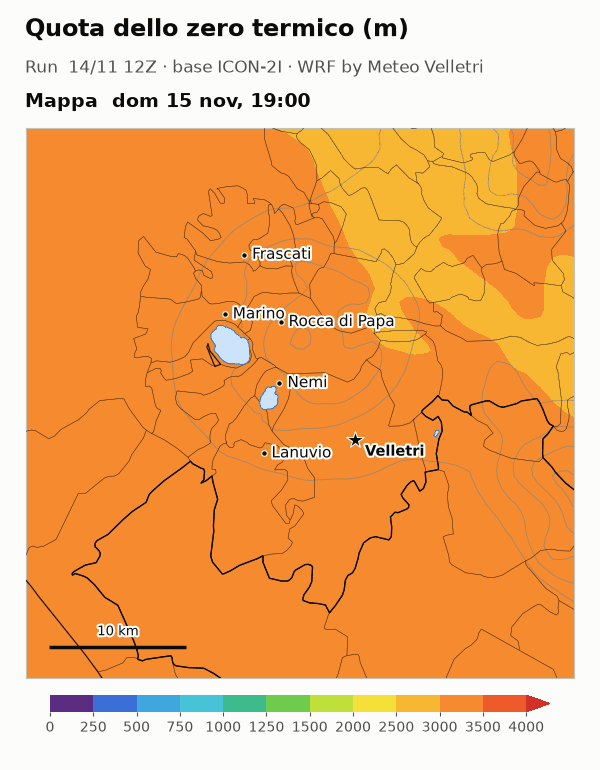 Quota dello zero termico (m)
Run  14/11 12Z · base ICON-2I · WRF by Meteo Velletri
Mappa  dom 15 nov, 19:00
Frascati
Marino
Rocca di Papa
Nemi
Velletri
Lanuvio
10 km
0 250 500 750 1000 1250 1500 2000 2500 3000 3500 4000